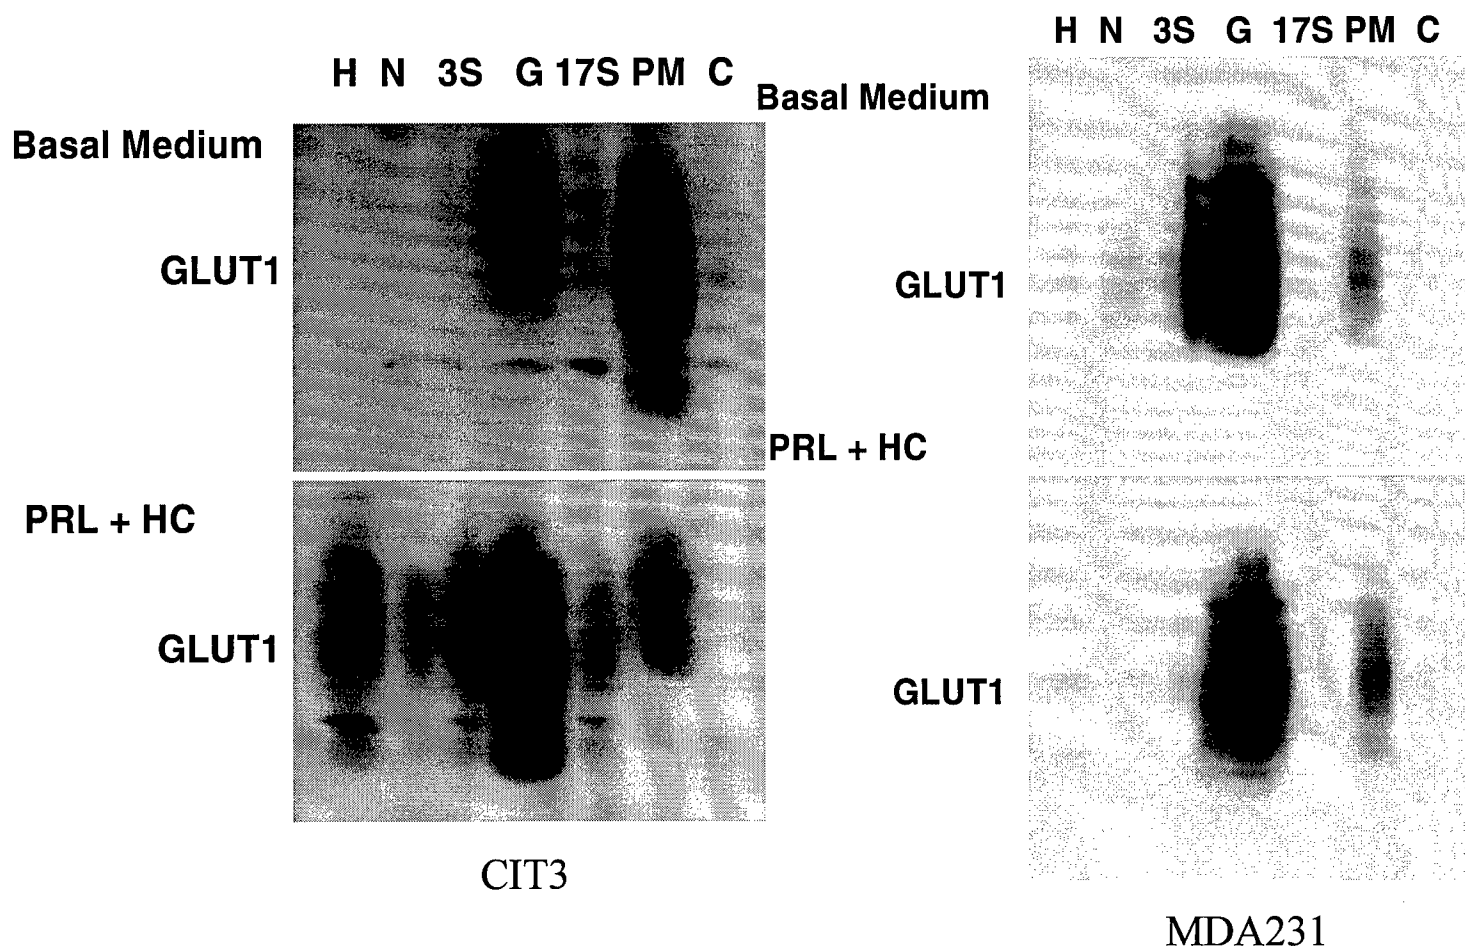 H N 3S G 17S PM C
Basal Medium
GLUT1
PRL + HC
GLUT1
CIT3
H N 3S G 17S PM C
Basal Medium
GLUT1
PRL + HC
GLUT1
MDA231